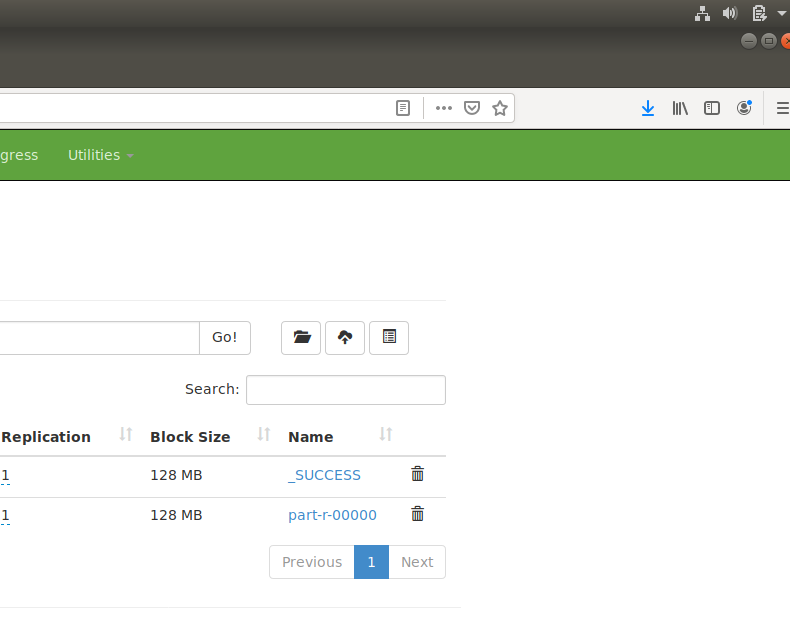 gress Utilities
Go!
Search:
Replication Block Size Name
1 128 MB _SUCCESS
1 128 MB part-r-00000
Previous 1 Next